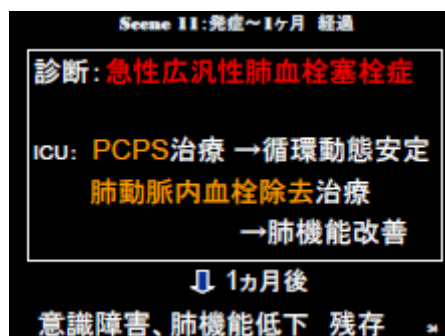 Sceene 11:発症～1ヶ月 経過
診断:急性広汎性肺血栓塞栓症
ICU: PCPS治療 →循環動態安定
肺動脈内血栓除去治療
→肺機能改善
1ヵ月後
意識障害、肺機能低下 残存